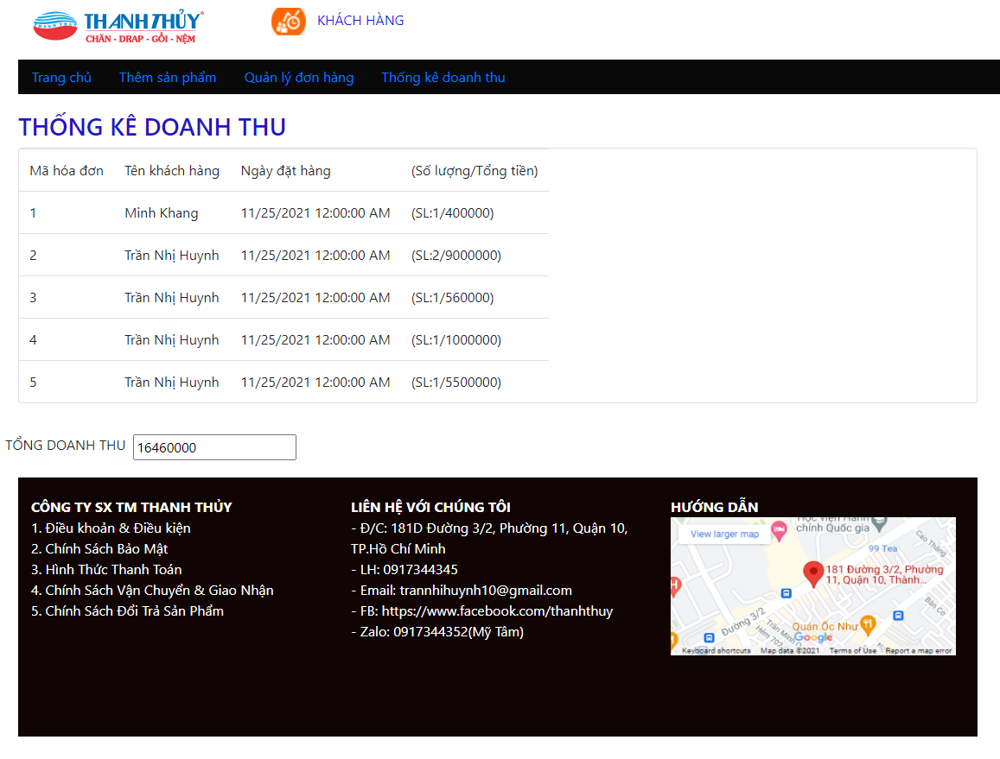 THANH THỦY
CHĂN - DRAP - GỐI - NỆM
KHÁCH HÀNG
Trang chủ Thêm sản phẩm Quản lý đơn hàng Thống kê doanh thu
THỐNG KÊ DOANH THU
Mã hóa đơn Tên khách hàng Ngày đặt hàng (Số lượng/Tổng tiền)
1 Minh Khang 11/25/2021 12:00:00 AM (SL:1/400000)
2 Trần Nhị Huynh 11/25/2021 12:00:00 AM (SL:2/9000000)
3 Trần Nhị Huynh 11/25/2021 12:00:00 AM (SL:1/560000)
4 Trần Nhị Huynh 11/25/2021 12:00:00 AM (SL:1/1000000)
5 Trần Nhị Huynh 11/25/2021 12:00:00 AM (SL:1/5500000)
TỔNG DOANH THU 16460000
CÔNG TY SX TM THANH THỦY
1. Điều khoản & Điều kiện
2. Chính Sách Bảo Mật
3. Hình Thức Thanh Toán
4. Chính Sách Vận Chuyển & Giao Nhận
5. Chính Sách Đổi Trả Sản Phẩm
LIÊN HỆ VỚI CHÚNG TÔI
- Đ/C: 181D Đường 3/2, Phường 11, Quận 10,
TP.Hồ Chí Minh
- LH: 0917344345
- Email: trannhihuynh10@gmail.com
- FB: https://www.facebook.com/thanhthuy
- Zalo: 0917344352(Mỹ Tâm)
HƯỚNG DẪN
chính Quốc gia
View larger map
Cao Thắng
99 Tea
181 Đường 3/2, Phường
11, Quận 10, Thành...
Bàn Cờ
Đường 3/2
Trần Minh Q
Hẻm 702
Quán Ốc Như
Google
Keyboard shortcuts Map data ©2021 Terms of Use Report a map error